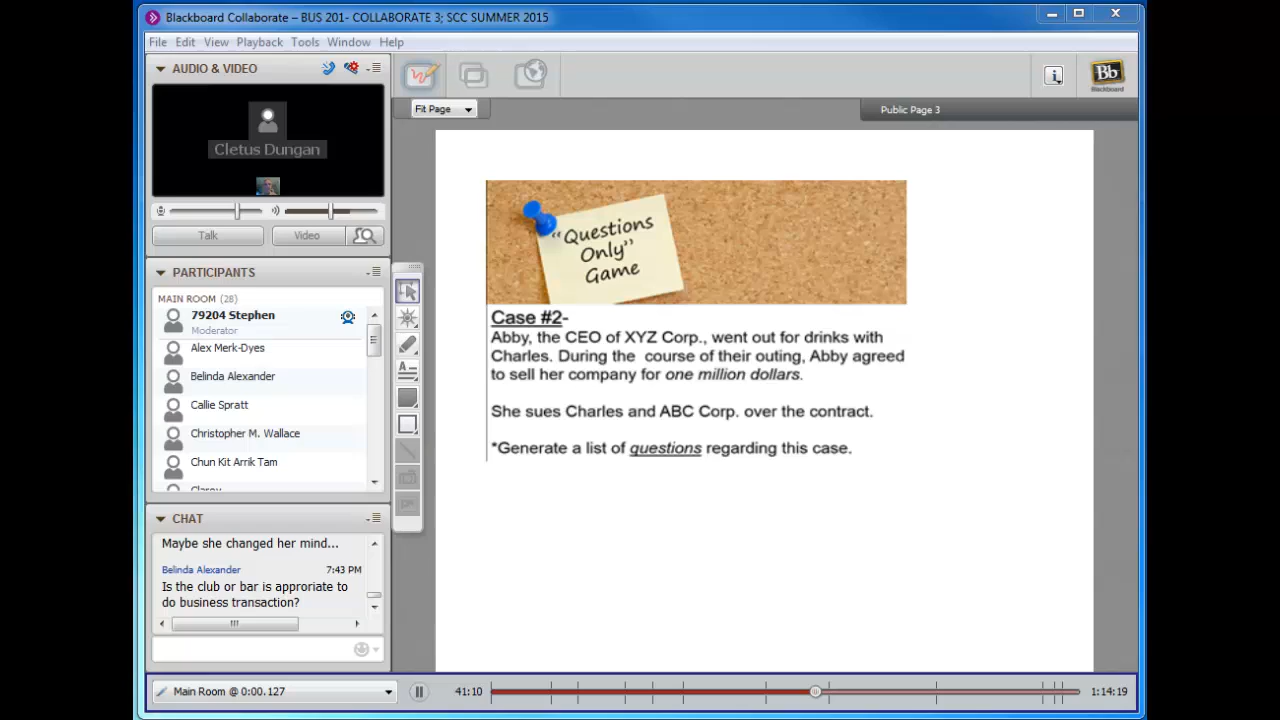 Blackboard Collaborate – BUS 201- COLLABORATE 3; SCC SUMMER 2015
File Edit View Playback Tools Window Help
AUDIO & VIDEO
Cletus Dungan
Talk Video
PARTICIPANTS
MAIN ROOM (28)
79204 Stephen
Moderator
Alex Merk-Dyes
Belinda Alexander
Callie Spratt
Christopher M. Wallace
Chun Kit Arrik Tam
CHAT
Maybe she changed her mind...
Belinda Alexander 7:43 PM
Is the club or bar is approriate to
do business transaction?
Main Room @ 0:00.127
Fit Page
Public Page 3
Bb
Blackboard
"Questions
Only"
Game
Case #2-
Abby, the CEO of XYZ Corp., went out for drinks with
Charles. During the course of their outing, Abby agreed
to sell her company for one million dollars.
She sues Charles and ABC Corp. over the contract.
*Generate a list of questions regarding this case.
41:10
1:14:19